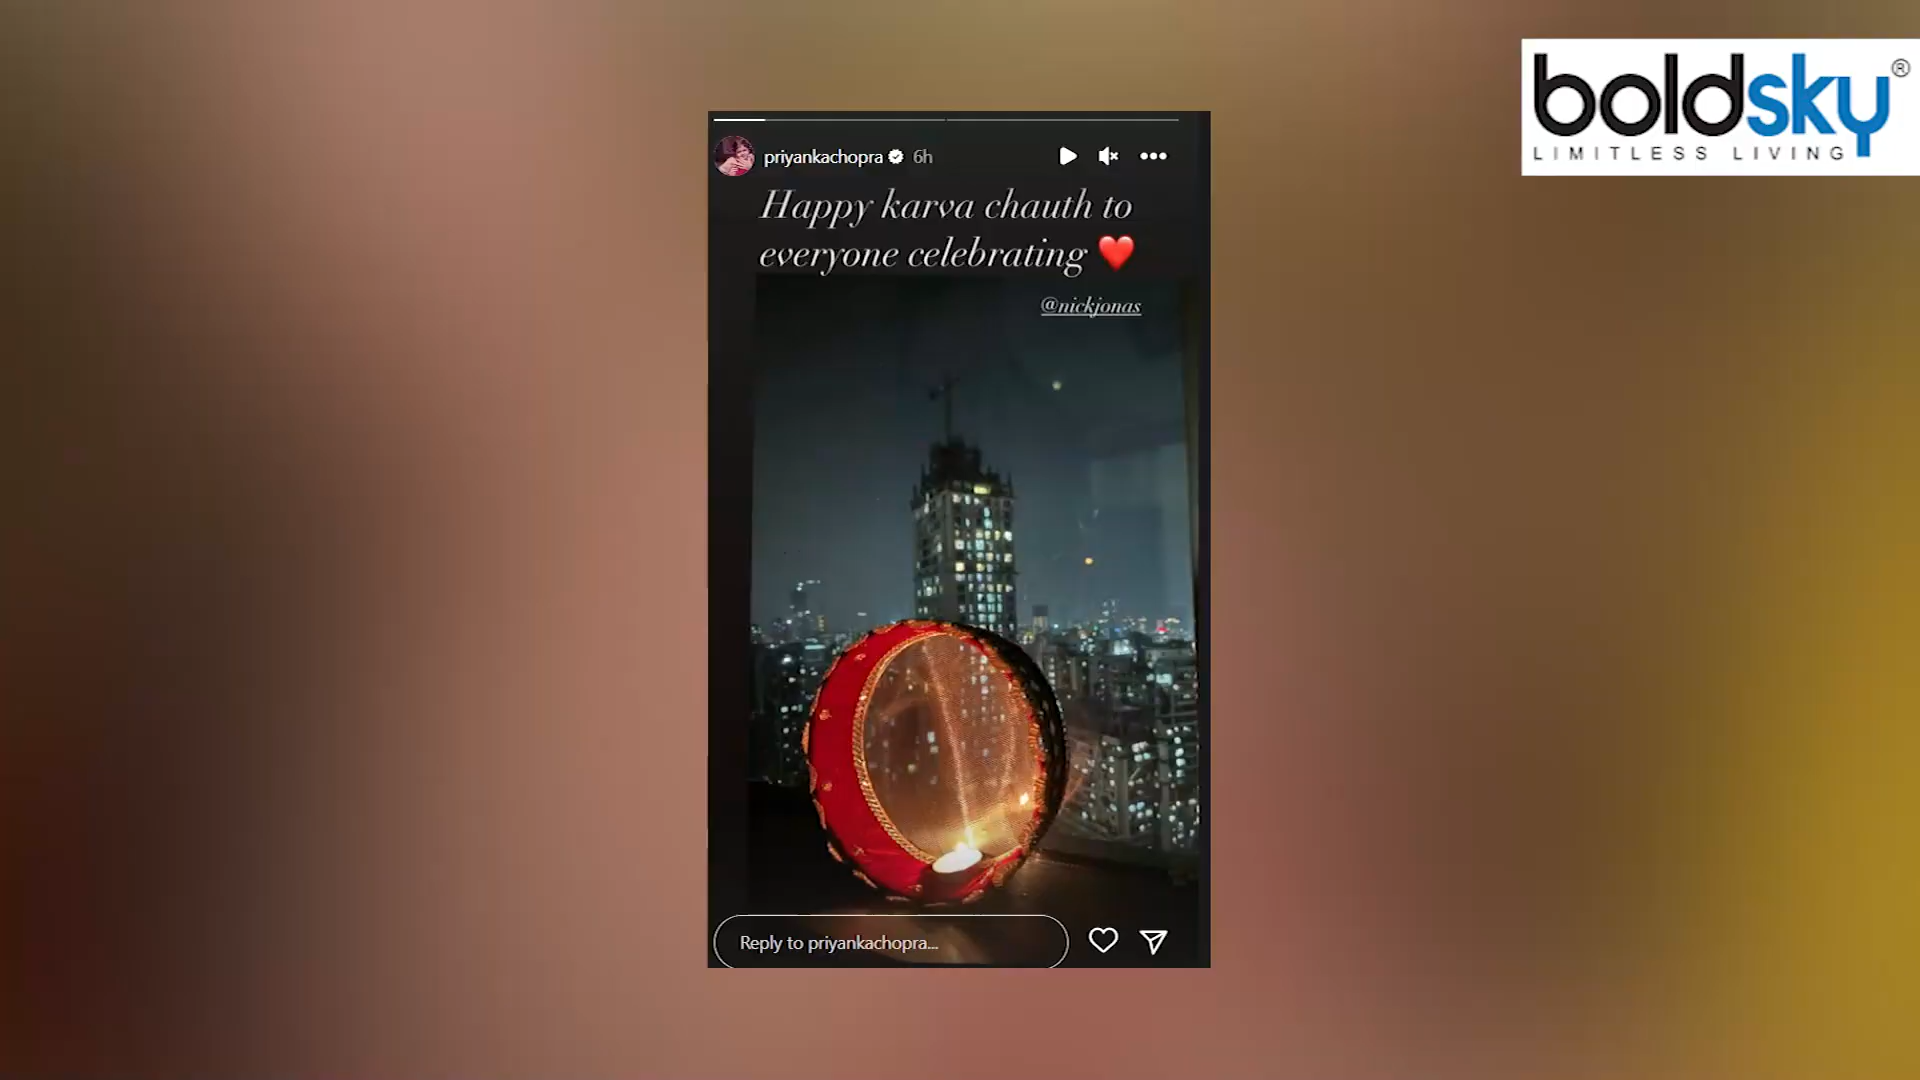 boldsky®
LIMITLESS LIVING
priyankachopra 6h
Happy karva chauth to
everyone celebrating ❤️
@nickjonas
Reply to priyankachopra...